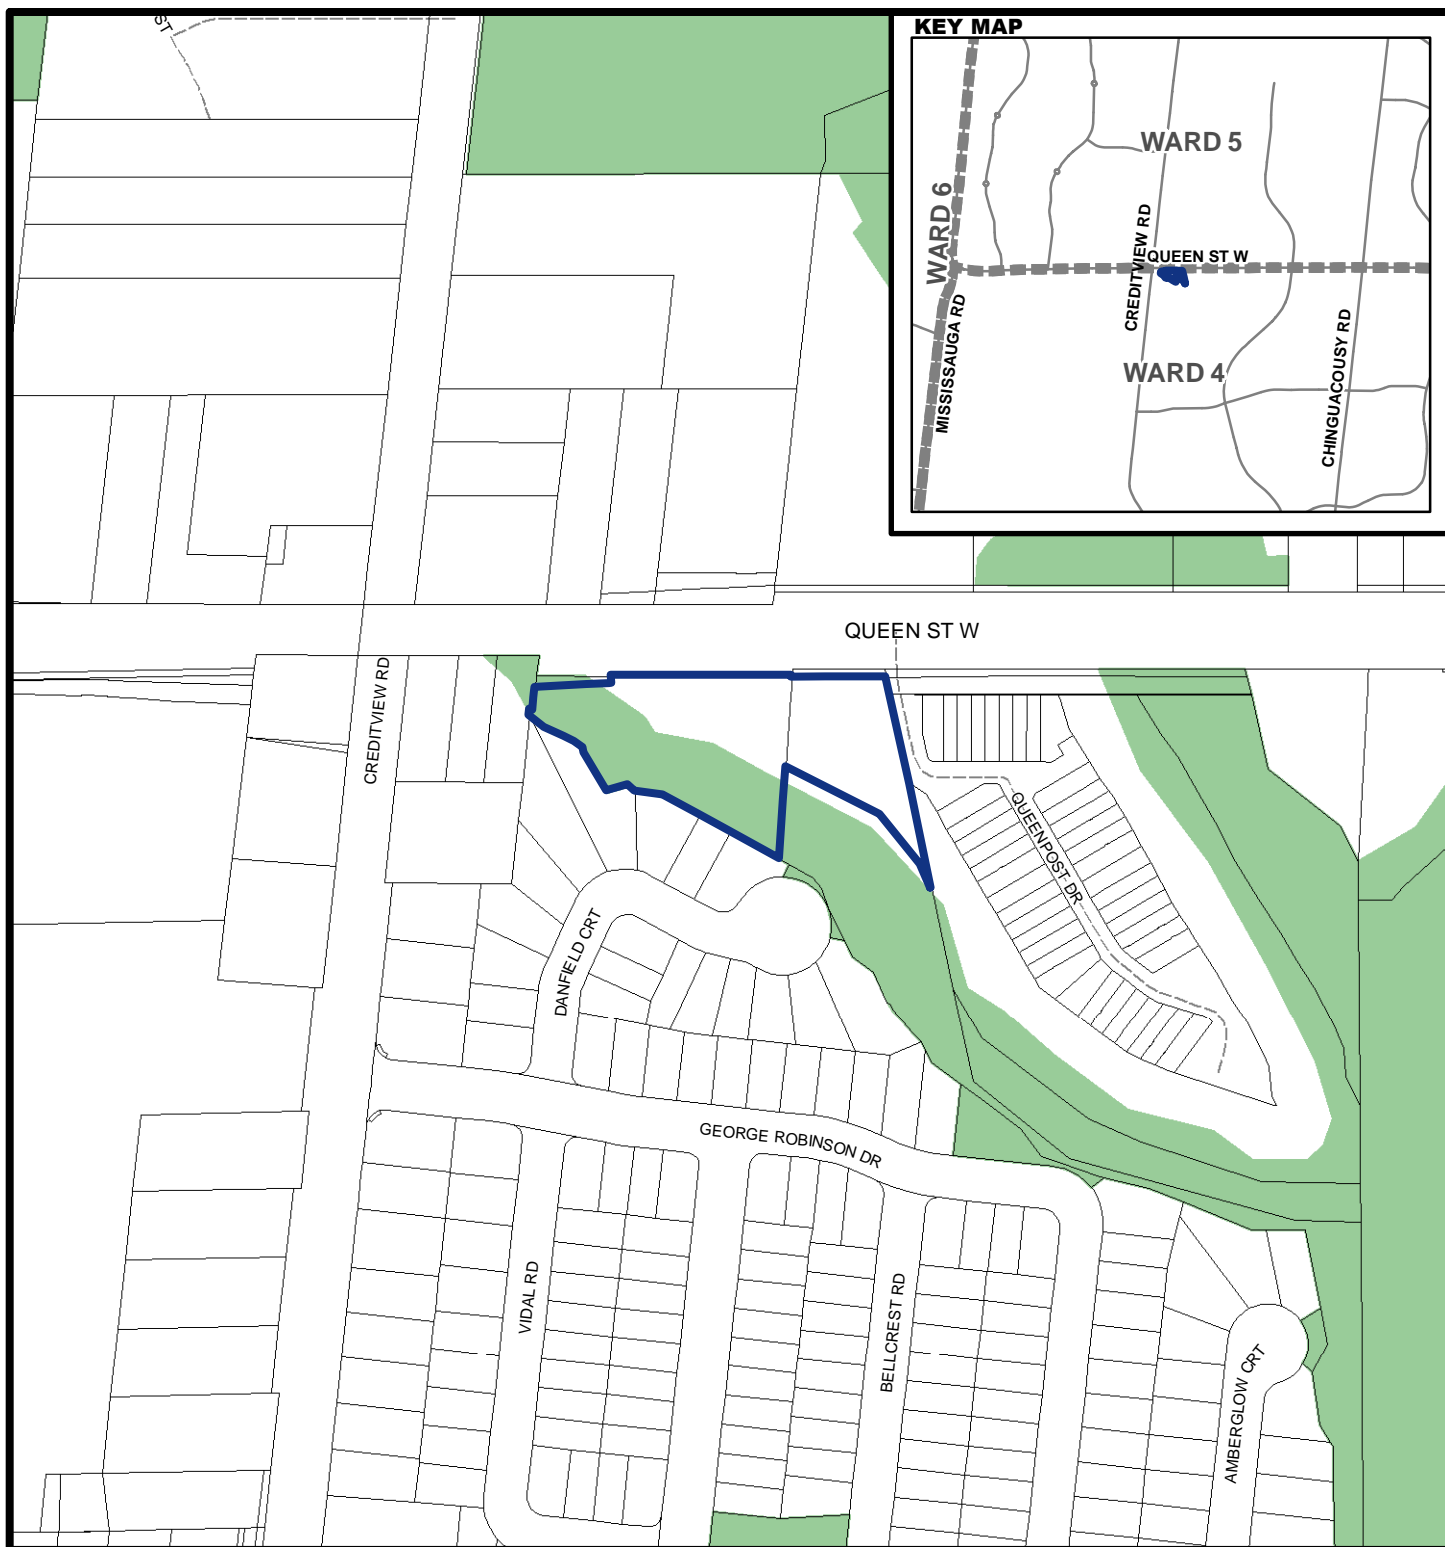 ST
KEY MAP
WARD 5
WARD 6
CREDITVIEW RD
QUEEN ST W
MISSISSAUGA RD
WARD 4
CHINGUACOUSY RD
QUEEN ST W
CREDITVIEW RD
QUEENPOST DR
DANFIELD CRT
GEORGE ROBINSON DR
VIDAL RD
BELLCREST RD
AMBERGLOW CRT